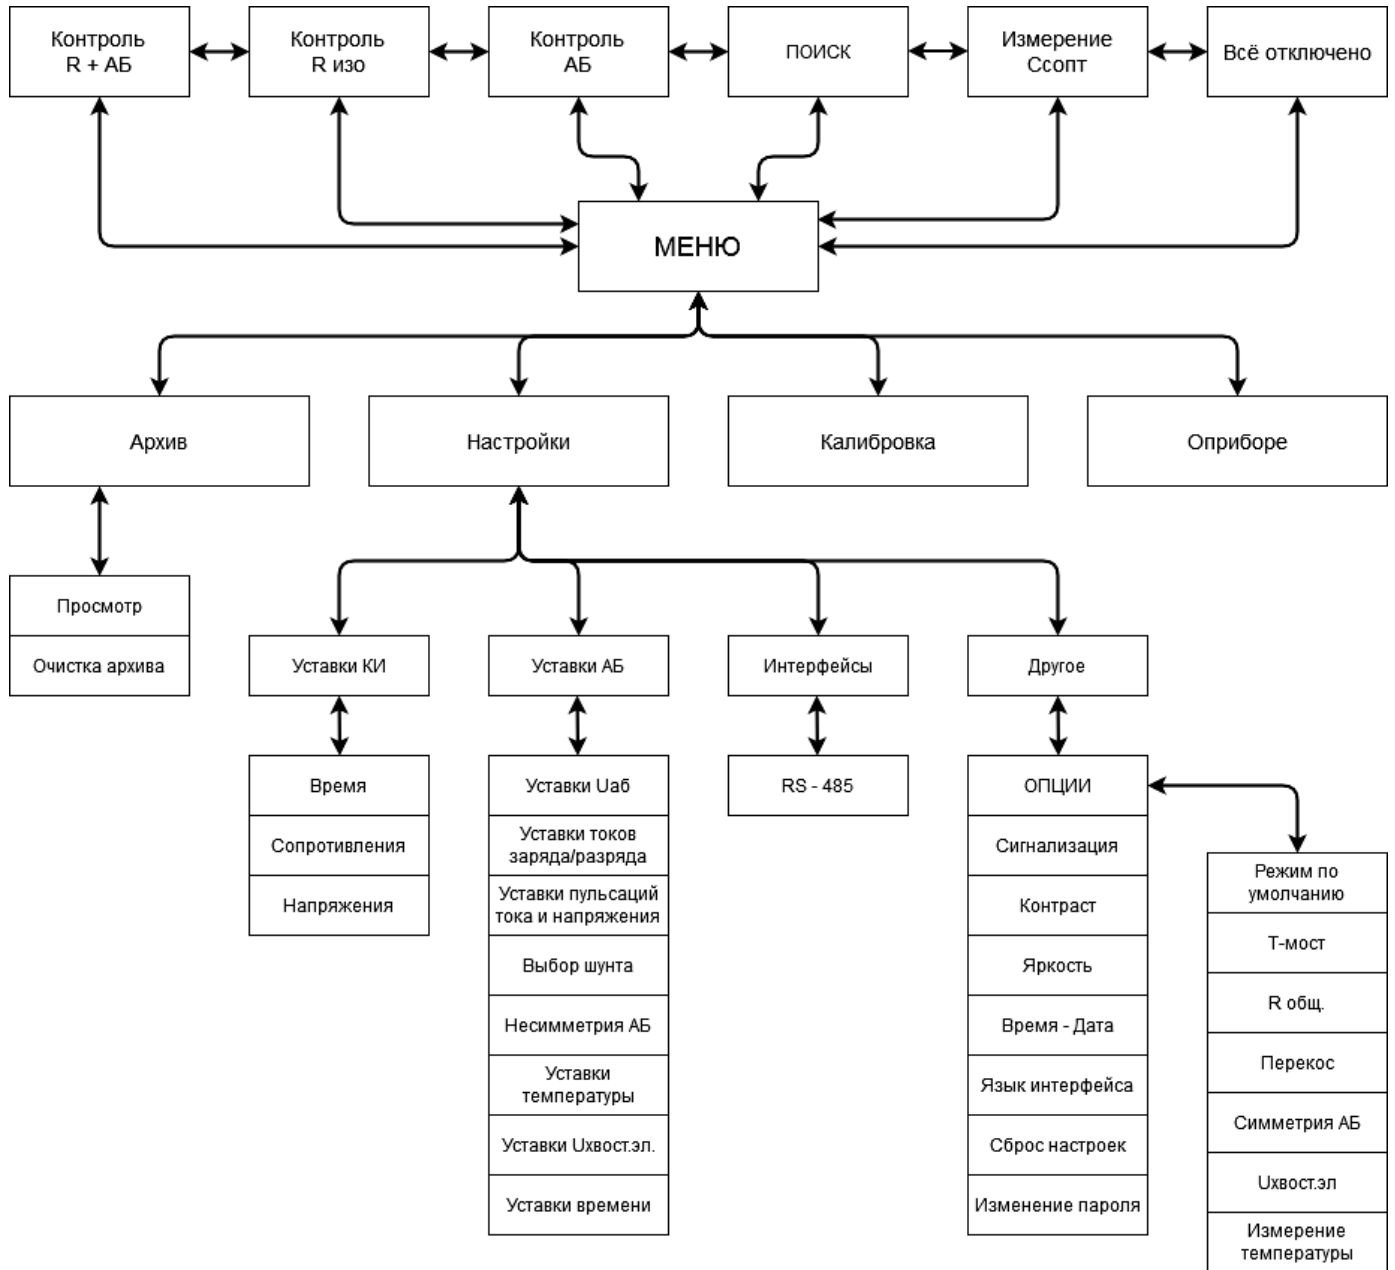 Контроль
R + АБ
Контроль
R изо
Контроль
АБ
ПОИСК
Измерение
Ссопт
Всё отключено
МЕНЮ
Архив
Настройки
Калибровка
Оприборе
Просмотр
Очистка архива
Уставки КИ
Время
Сопротивления
Напряжения
Уставки АБ
Уставки Uаб
Уставки токов
заряда/разряда
Уставки пульсаций
тока и напряжения
Выбор шунта
Несимметрия АБ
Уставки
температуры
Уставки Uхвост.эл.
Уставки времени
Интерфейсы
RS - 485
Другое
ОПЦИИ
Сигнализация
Контраст
Яркость
Время - Дата
Язык интерфейса
Сброс настроек
Изменение пароля
Режим по
умолчанию
Т-мост
R общ.
Перекос
Симметрия АБ
Uхвост.эл
Измерение
температуры